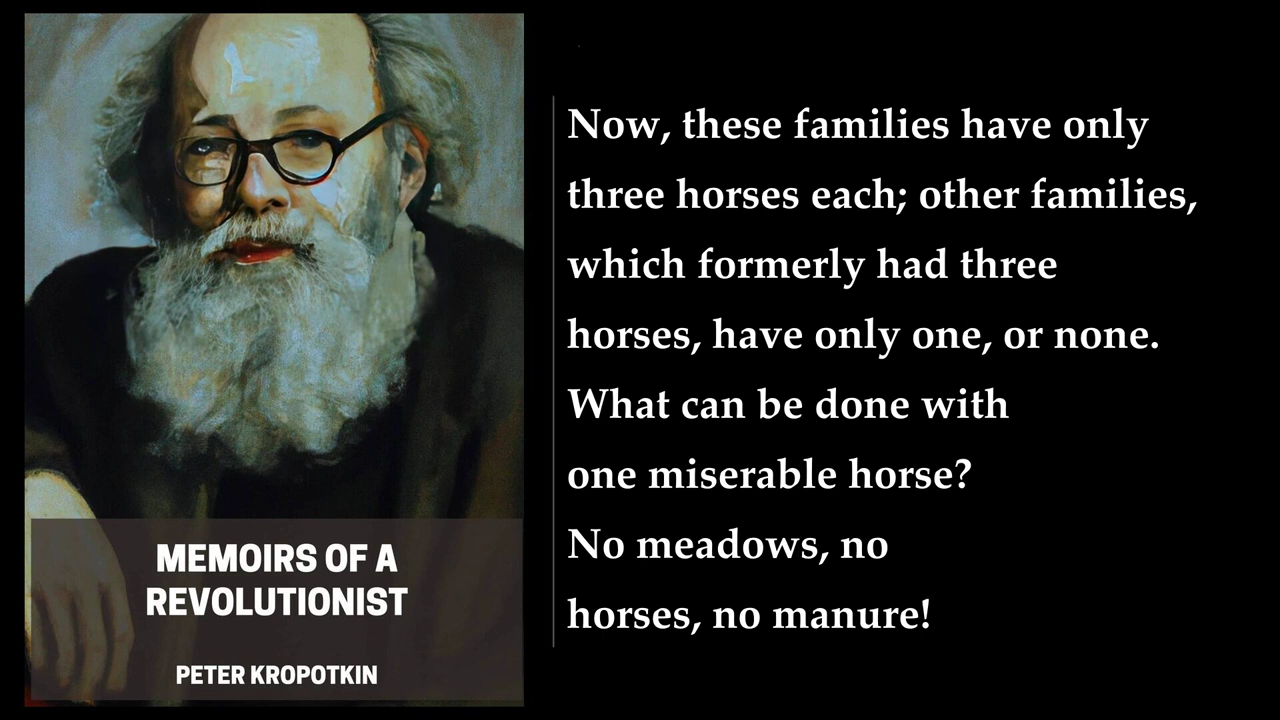 MEMOIRS OF A
REVOLUTIONIST
PETER KROPOTKIN
Now, these families have only
three horses each; other families,
which formerly had three
horses, have only one, or none.
What can be done with
one miserable horse?
No meadows, no
horses, no manure!